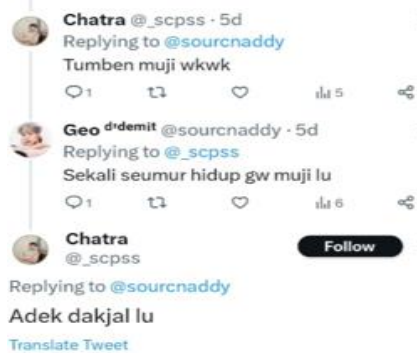 Chatra @_scpss · 5d
Replying to @sourcnaddy
Tumben muji wkwk
1 5
Geo ᵈʳdemit @sourcnaddy · 5d
Replying to @_scpss
Sekali seumur hidup gw muji lu
1 6
Chatra
@_scpss
Follow
Replying to @sourcnaddy
Adek dakjal lu
Translate Tweet